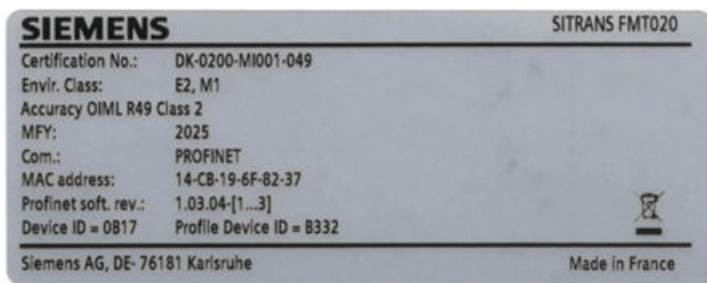 SIEMENS SITRANS FMT020
Certification No.: DK-0200-MI001-049
Envir. Class: E2, M1
Accuracy OIML R49 Class 2
MFY: 2025
Com.: PROFINET
MAC address: 14-CB-19-6F-82-37
Profinet soft. rev.: 1.03.04-[1...3]
Device ID = 0B17 Profile Device ID = B332
Siemens AG, DE- 76181 Karlsruhe Made in France